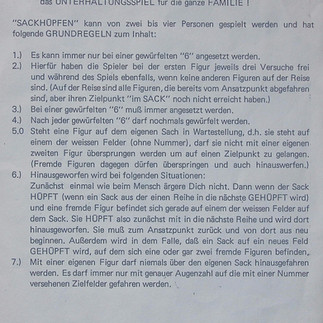 das UNTERHALTUNGSSPIEL für die ganze FAMILIE !
"SACKHÜPFEN" kann von zwei bis vier Personen gespielt werden und hat
folgende GRUNDREGELN zum Inhalt:
1.) Es kann immer nur bei einer gewürfelten "6" angesetzt werden.
2.) Hierfür haben die Spieler bei der ersten Figur jeweils drei Versuche frei
und während des Spiels ebenfalls, wenn keine anderen Figuren auf der Reise
sind. (Auf der Reise sind alle Figuren, die bereits vom Ansatzpunkt abgefahren
sind, aber ihren Zielpunkt "im SACK" noch nicht erreicht haben.)
3.) Bei einer gewürfelten "6" muß immer angesetzt werden.
4.) Nach jeder gewürfelten "6" darf nochmals gewürfelt werden.
5.0 Steht eine Figur auf dem eigenen Sach in Wartestellung, d.h. sie steht auf
einem der weissen Felder (ohne Nummer), darf sie nicht mit einer eigenen
zweiten Figur übersprungen werden um auf einen Zielpunkt zu gelangen.
(Fremde Figuren dagegen dürfen überspringen und auch hinauswerfen.)
6.) Hinausgeworfen wird bei folgenden Situationen:
Zunächst einmal wie beim Mensch ärgere Dich nicht. Dann wenn der Sack
HÜPFT (wenn ein Sack aus der einen Reihe in die nächste GEHÜPFT wird)
und eine fremde Figur befindet sich gerade auf einem der weissen Felder auf
dem Sack. Sie HÜPFT also zunächst mit in die nächste Reihe und wird dort
hinausgeworfen. Sie muß zum Ansatzpunkt zurück und von dort aus neu
beginnen. Außerdem wird in dem Falle, daß ein Sack auf ein neues Feld
GEHÜPFT wird, auf dem sich eine oder gar zwei fremde Figuren befinden,
7.) Mit einer eigenen Figur darf niemals über den eigenen Sack hinausgefahren
werden. Es darf immer nur mit genauer Augenzahl auf die mit einer Nummer
versehenen Zielfelder gefahren werden.